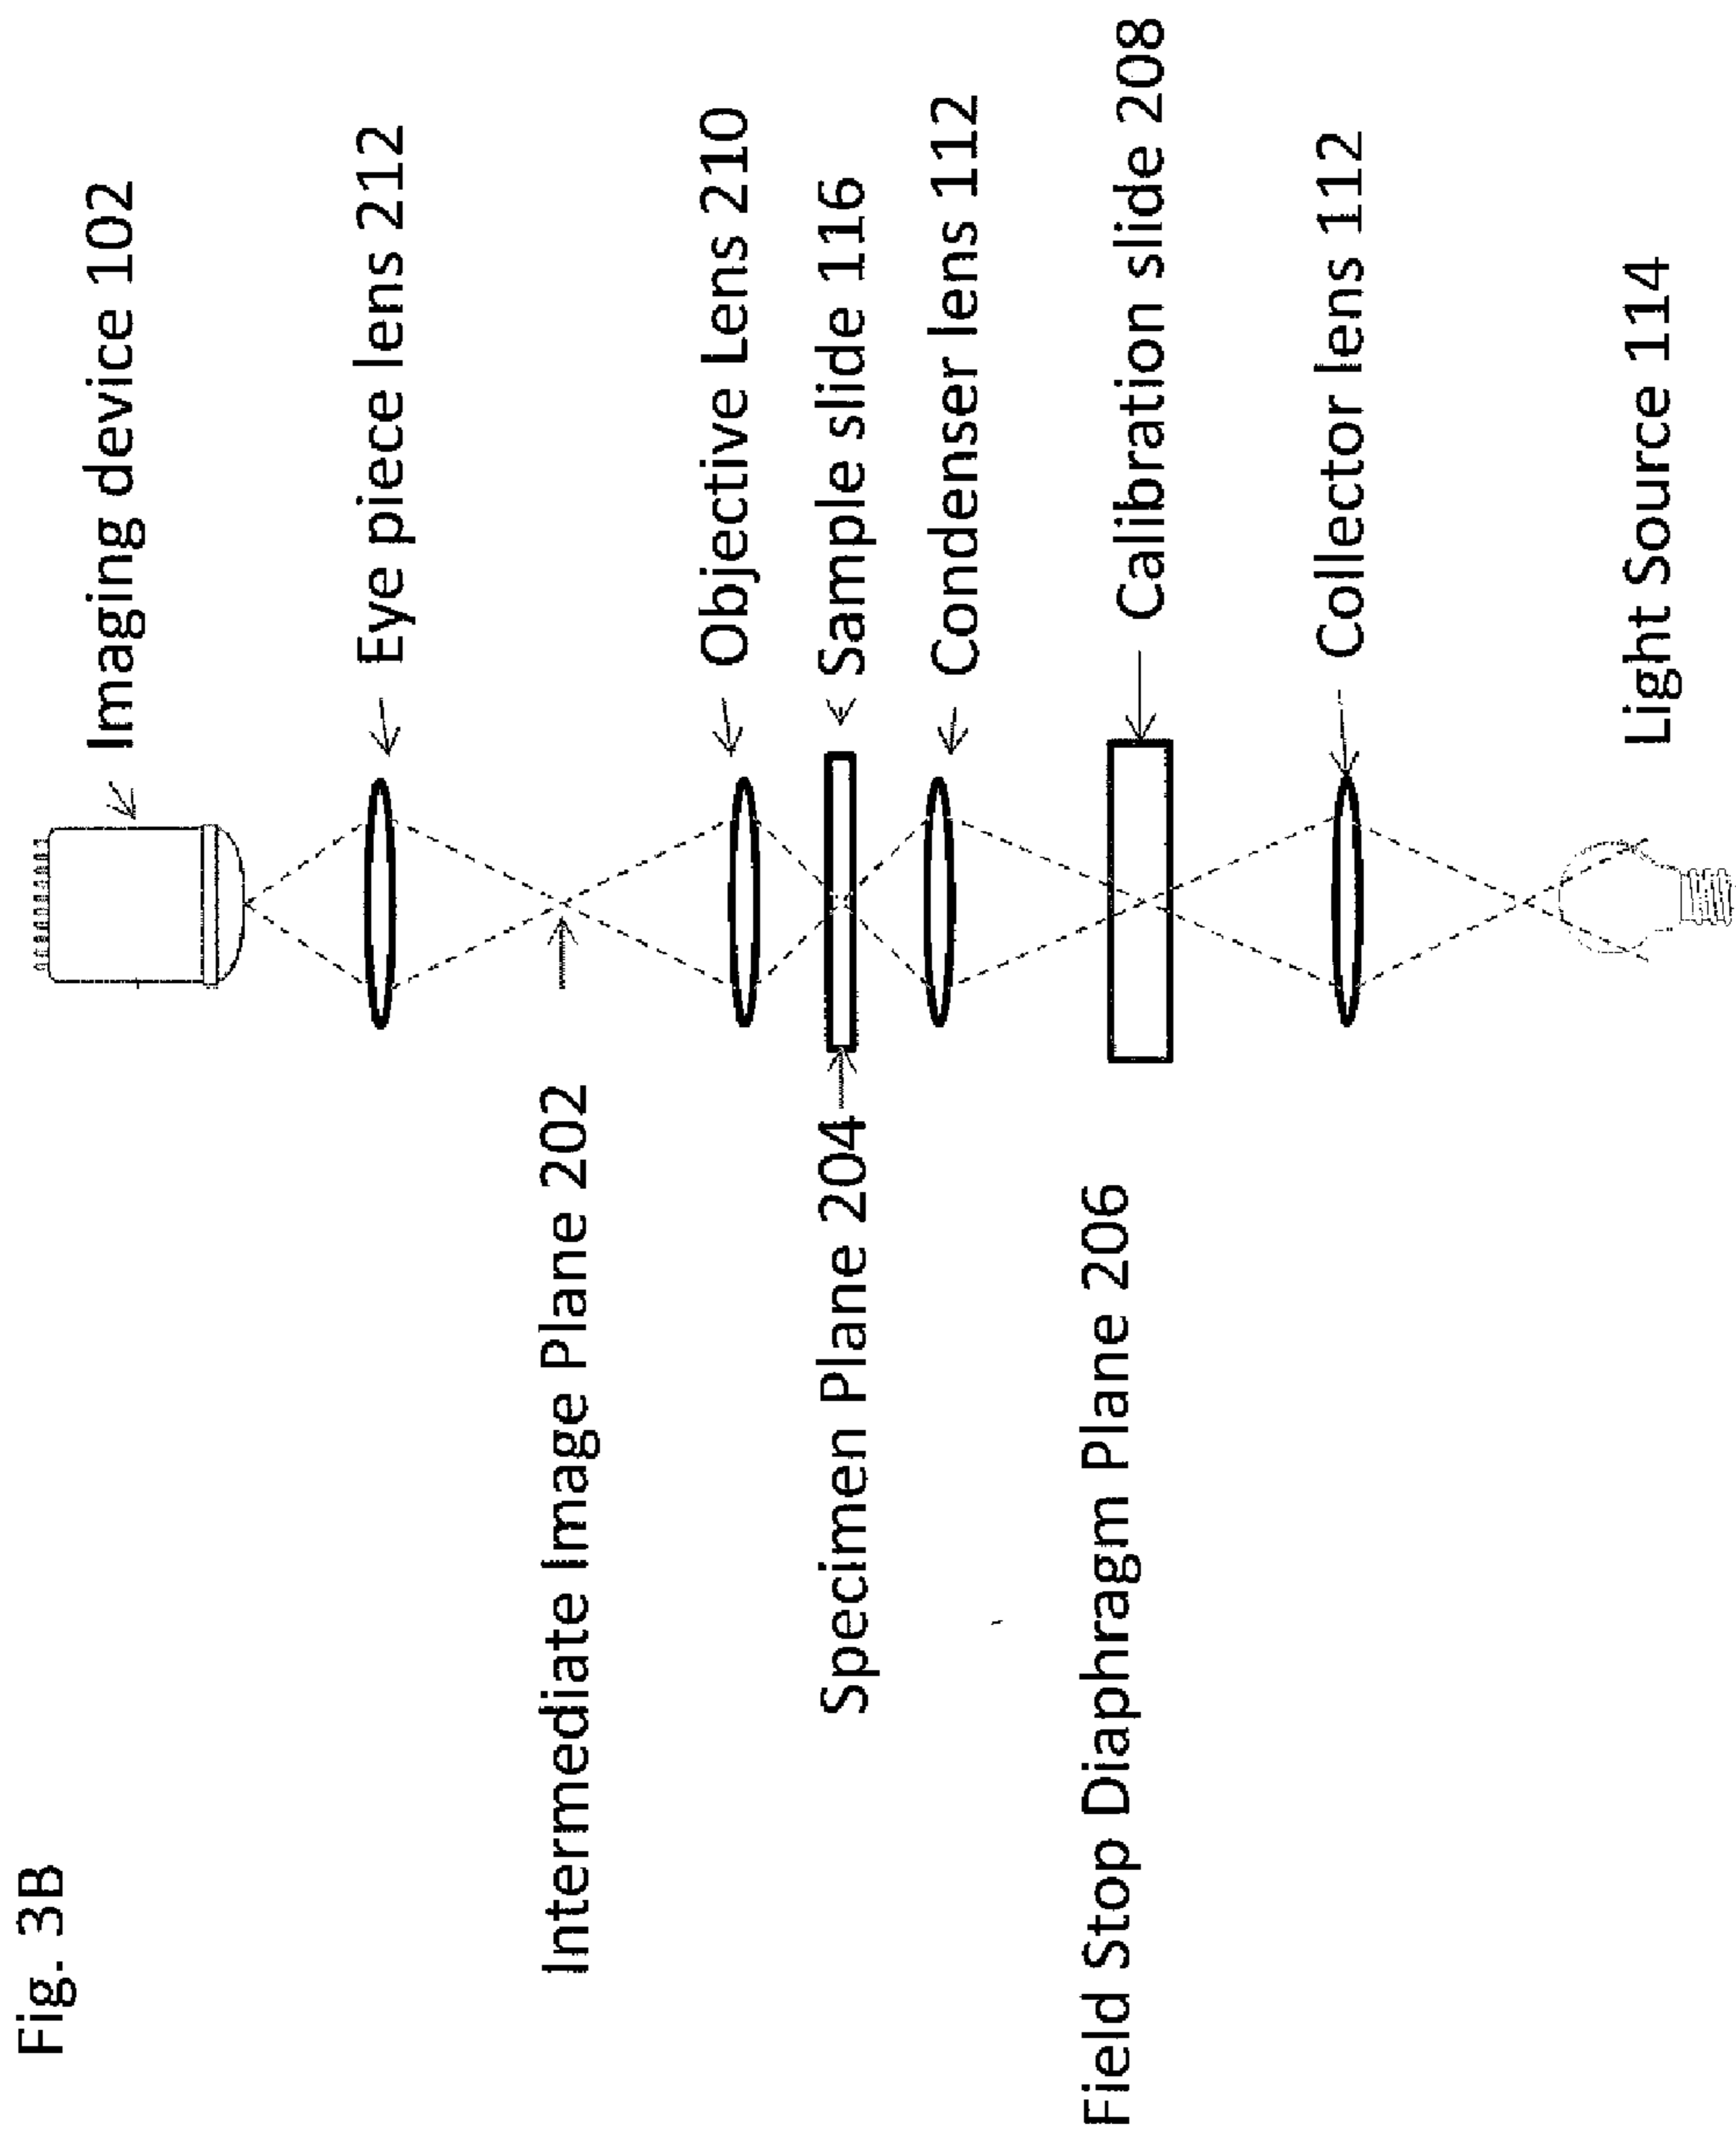 Fig. 3B
Imaging device 102
Eye piece lens 212
Intermediate Image Plane 202
Objective Lens 210
Sample slide 116
Specimen Plane 204
Condenser lens 112
Calibration slide 208
Field Stop Diaphragm Plane 206
Collector lens 112
Light Source 114